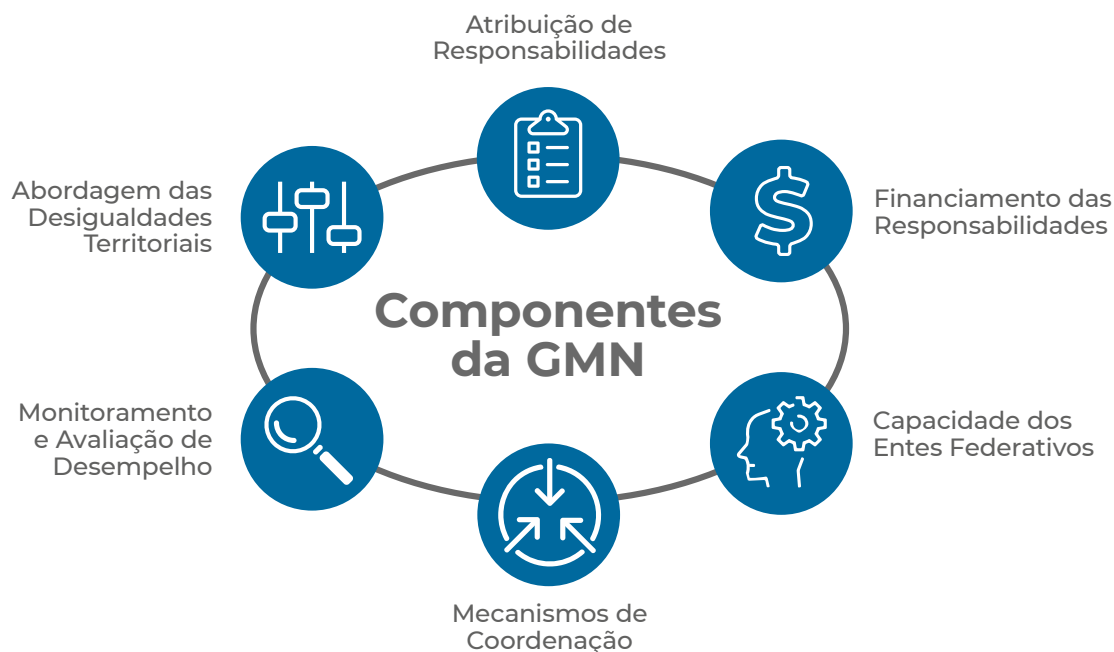 Atribuição de
Responsabilidades
Financiamento das
Responsabilidades
Capacidade dos
Entes Federativos
Mecanismos de
Coordenação
Monitoramento
e Avaliação de
Desempelho
Abordagem das
Desigualdades
Territoriais
Componentes
da GMN